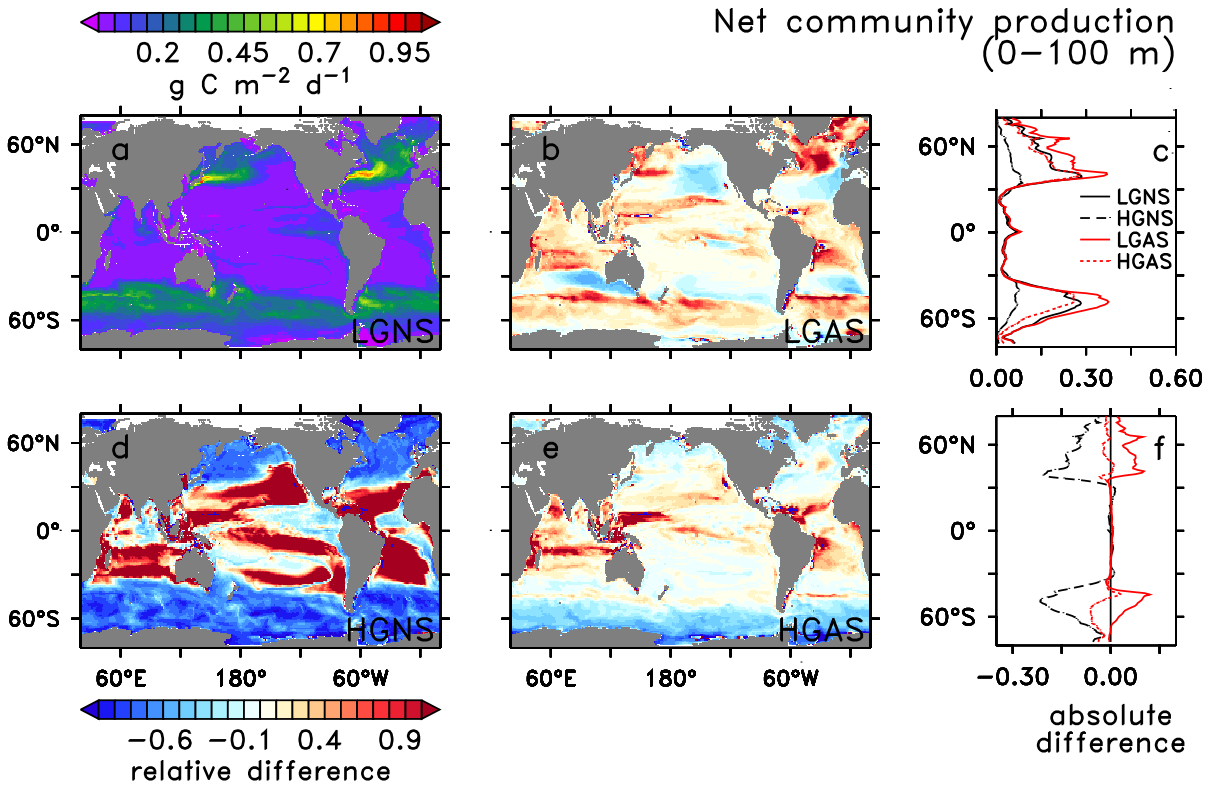 Net community production
(0−100 m)
0.2 0.45 0.7 0.95
g C m⁻² d⁻¹
60°N
0°
60°S
a
LGNS
b
LGAS
60°N
0°
60°S
c
LGNS
HGNS
LGAS
HGAS
0.00 0.30 0.60
60°N
0°
60°S
d
HGNS
60°E 180° 60°W
e
HGAS
60°E 180° 60°W
60°N
0°
60°S
f
−0.30 0.00
absolute
difference
−0.6 −0.1 0.4 0.9
relative difference